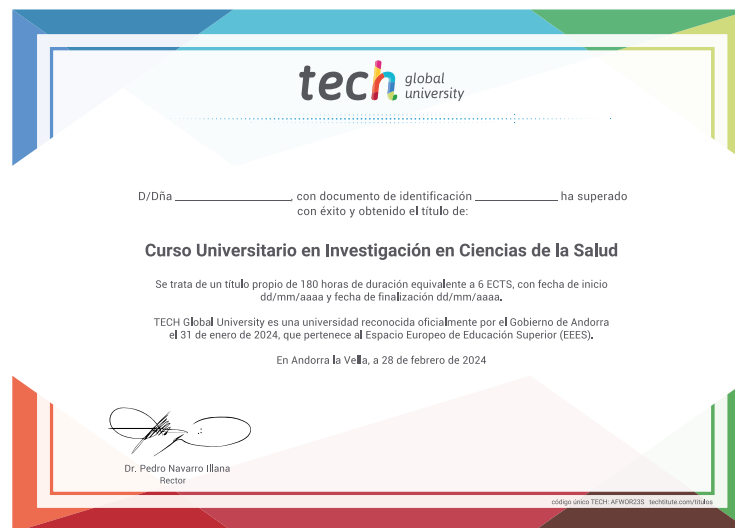 tech global
university
D/Dña ______________, con documento de identificación ______________ ha superado
con éxito y obtenido el título de:
Curso Universitario en Investigación en Ciencias de la Salud
Se trata de un título propio de 180 horas de duración equivalente a 6 ECTS, con fecha de inicio
dd/mm/aaaa y fecha de finalización dd/mm/aaaa.
TECH Global University es una universidad reconocida oficialmente por el Gobierno de Andorra
el 31 de enero de 2024, que pertenece al Espacio Europeo de Educación Superior (EEES).
En Andorra la Vella, a 28 de febrero de 2024
Dr. Pedro Navarro Illana
Rector
código único TECH: AFWOR23S techtitute.com/titulos